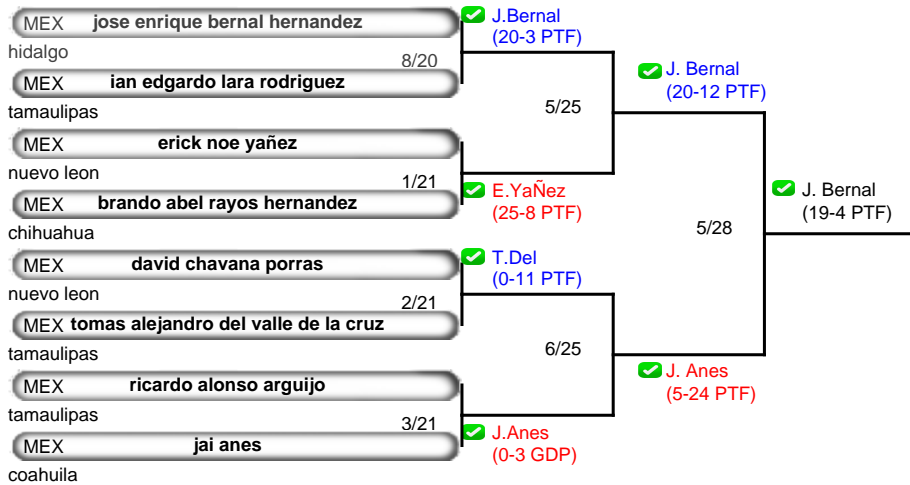 MEX jose enrique bernal hernandez
hidalgo
8/20
MEX ian edgardo lara rodriguez
tamaulipas
J.Bernal
(20-3 PTF)
5/25
MEX erick noe yañez
nuevo leon
1/21
MEX brando abel rayos hernandez
chihuahua
E.YaÑez
(25-8 PTF)
J. Bernal
(20-12 PTF)
5/28
J. Bernal
(19-4 PTF)
MEX david chavana porras
nuevo leon
2/21
MEX tomas alejandro del valle de la cruz
tamaulipas
T.Del
(0-11 PTF)
6/25
MEX ricardo alonso arguijo
tamaulipas
3/21
MEX jai anes
coahuila
J.Anes
(0-3 GDP)
J. Anes
(5-24 PTF)